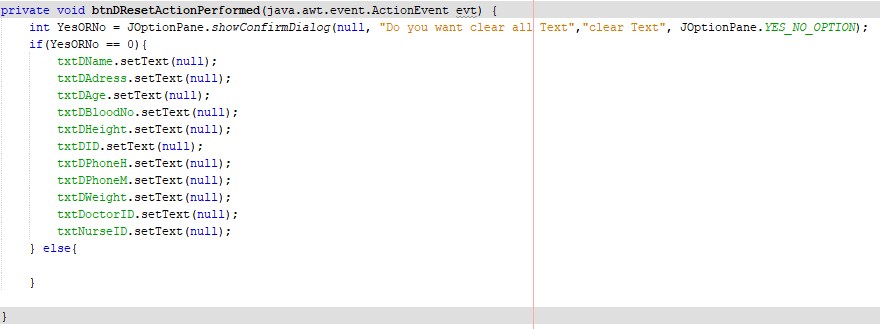 private void btnDResetActionPerformed(java.awt.event.ActionEvent evt) {
    int YesORNo = JOptionPane.showConfirmDialog(null, "Do you want clear all Text","clear Text", JOptionPane.YES_NO_OPTION);
    if(YesORNo == 0){
        txtDName.setText(null);
        txtDAdress.setText(null);
        txtDAge.setText(null);
        txtDBloodNo.setText(null);
        txtDHeight.setText(null);
        txtDID.setText(null);
        txtDPhoneH.setText(null);
        txtDPhoneM.setText(null);
        txtDWeight.setText(null);
        txtDoctorID.setText(null);
        txtNurseID.setText(null);
    } else{
    }
}